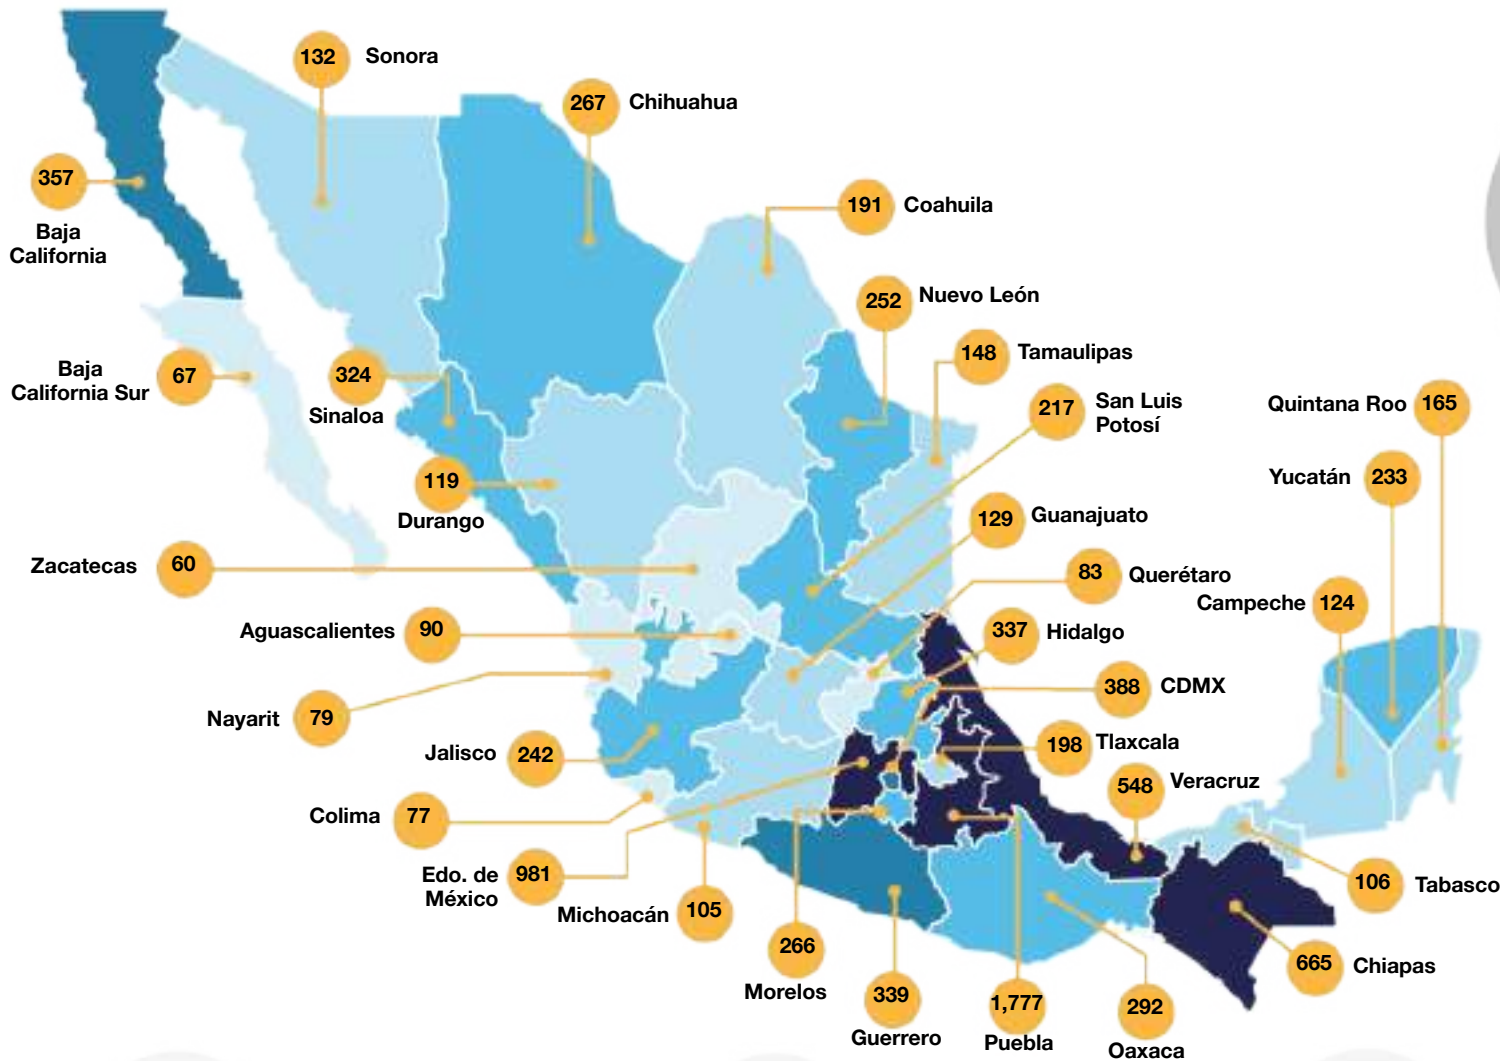 132 Sonora
267 Chihuahua
357
Baja
California
191 Coahuila
252 Nuevo León
148 Tamaulipas
Baja
California Sur
67
324
Sinaloa
217
San Luis
Potosí
Quintana Roo 165
Yucatán 233
119
Durango
129 Guanajuato
Zacatecas 60
83 Querétaro
Campeche 124
Aguascalientes 90
337 Hidalgo
388 CDMX
Nayarit 79
Jalisco 242
198 Tlaxcala
548 Veracruz
Colima 77
Edo. de
México
981
Michoacán 105
106 Tabasco
266
Morelos
339
Guerrero
1,777
Puebla
292
Oaxaca
665 Chiapas